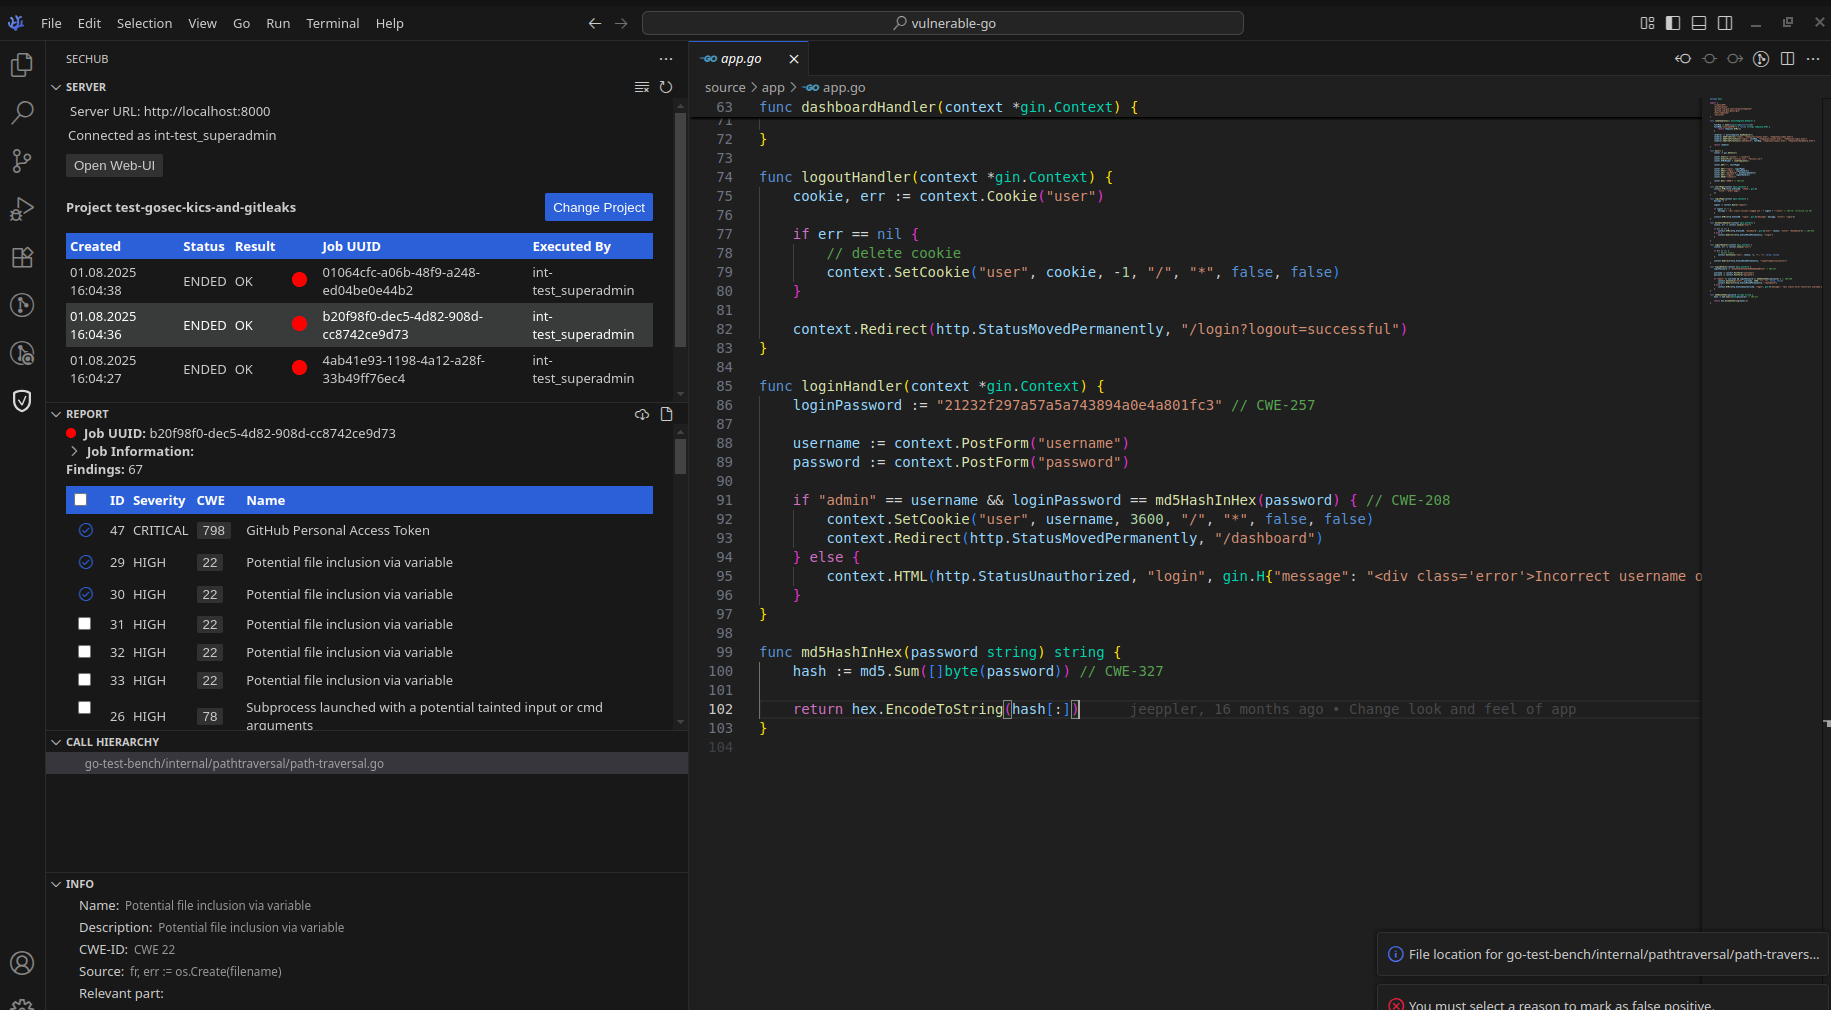 File Edit Selection View Go Run Terminal Help
vulnerable-go
SECHUB
SERVER
Server URL: http://localhost:8000
Connected as int-test_superadmin
Open Web-UI
Project test-gosec-kics-and-gitleaks
Change Project
Created Status Result Job UUID Executed By
01.08.2025 16:04:38 ENDED OK 01064cfc-a06b-48f9-a248-ed04be0e44b2 int-test_superadmin
01.08.2025 16:04:36 ENDED OK b20f98f0-dec5-4d82-908d-cc8742ce9d73 int-test_superadmin
01.08.2025 16:04:27 ENDED OK 4ab41e93-1198-4a12-a28f-33b49ff76ec4 int-test_superadmin
REPORT
Job UUID: b20f98f0-dec5-4d82-908d-cc8742ce9d73
Job Information:
Findings: 67
ID Severity CWE Name
47 CRITICAL 798 GitHub Personal Access Token
29 HIGH 22 Potential file inclusion via variable
30 HIGH 22 Potential file inclusion via variable
31 HIGH 22 Potential file inclusion via variable
32 HIGH 22 Potential file inclusion via variable
33 HIGH 22 Potential file inclusion via variable
26 HIGH 78 Subprocess launched with a potential tainted input or cmd arguments
CALL HIERARCHY
go-test-bench/internal/pathtraversal/path-traversal.go
INFO
Name: Potential file inclusion via variable
Description: Potential file inclusion via variable
CWE-ID: CWE 22
Source: fr, err := os.Create(filename)
Relevant part:
app.go
source > app > app.go
63 func dashboardHandler(context *gin.Context) {
71
72 }
73
74 func logoutHandler(context *gin.Context) {
75 cookie, err := context.Cookie("user")
76
77 if err == nil {
78 // delete cookie
79 context.SetCookie("user", cookie, -1, "/", "*", false, false)
80 }
81
82 context.Redirect(http.StatusMovedPermanently, "/login?logout=successful")
83 }
84
85 func loginHandler(context *gin.Context) {
86 loginPassword := "21232f297a57a5a743894a0e4a801fc3" // CWE-257
87
88 username := context.PostForm("username")
89 password := context.PostForm("password")
90
91 if "admin" == username && loginPassword == md5HashInHex(password) { // CWE-208
92 context.SetCookie("user", username, 3600, "/", "*", false, false)
93 context.Redirect(http.StatusMovedPermanently, "/dashboard")
94 } else {
95 context.HTML(http.StatusUnauthorized, "login", gin.H{"message": "<div class='error'>Incorrect username o
96 }
97 }
98
99 func md5HashInHex(password string) string {
100 hash := md5.Sum([]byte(password)) // CWE-327
101
102 return hex.EncodeToString(hash[:]) jeeppler, 16 months ago • Change look and feel of app
103 }
104
File location for go-test-bench/internal/pathtraversal/path-travers...
You must select a reason to mark as false positive.